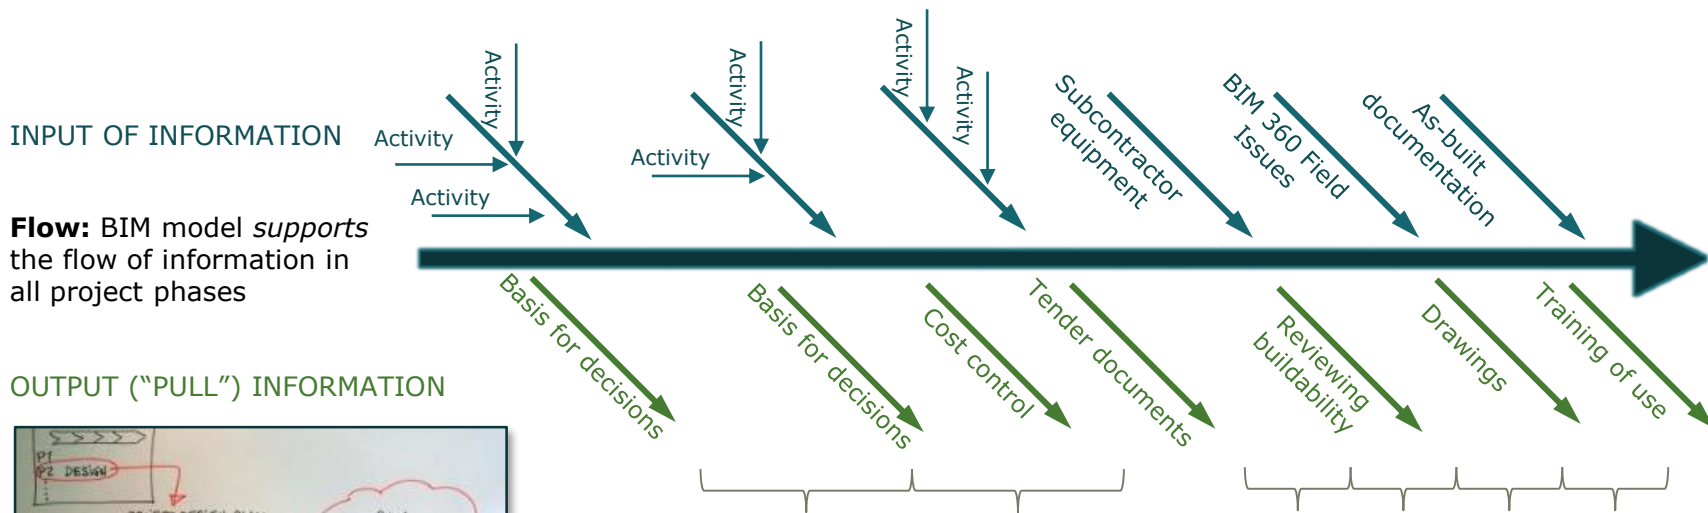 INPUT OF INFORMATION
Activity
Activity
Activity
Activity
Activity
Activity
Activity
Subcontractor
equipment
BIM 360 Field
Issues
As-built
documentation
Flow: BIM model supports
the flow of information in
all project phases
Basis for decisions
Basis for decisions
Cost control
Tender documents
Reviewing
buildability
Drawings
Training of use
OUTPUT (“PULL”) INFORMATION
P1
P2 DESIGN